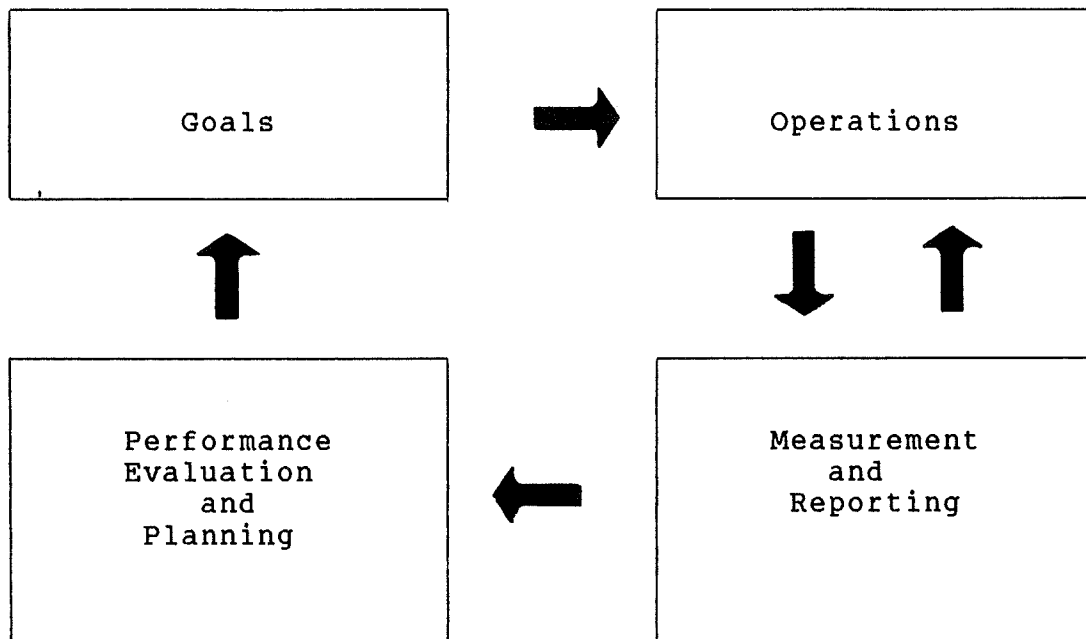 Goals
Operations
Performance
Evaluation
and
Planning
Measurement
and
Reporting